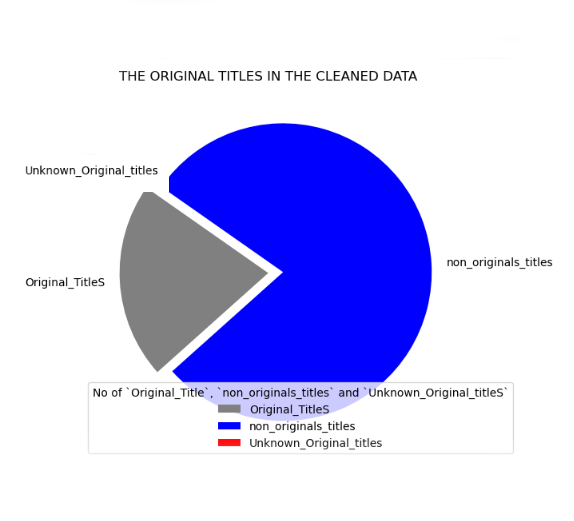 THE ORIGINAL TITLES IN THE CLEANED DATA
Unknown_Original_titles
non_originals_titles
Original_TitleS
No of `Original_Title`, `non_originals_titles` and `Unknown_Original_titleS`
Original_TitleS
non_originals_titles
Unknown_Original_titles